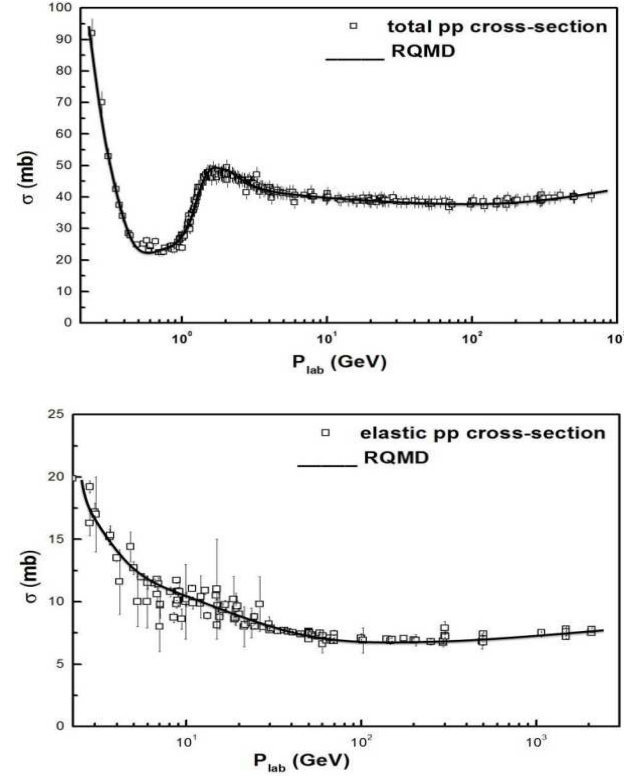 100
90
80
70
60
50
40
30
20
10
0
σ (mb)
total pp cross-section
RQMD
10⁰ 10¹ 10² 10³
P_lab (GeV)
25
20
15
10
5
0
σ (mb)
elastic pp cross-section
RQMD
10¹ 10² 10³
P_lab (GeV)